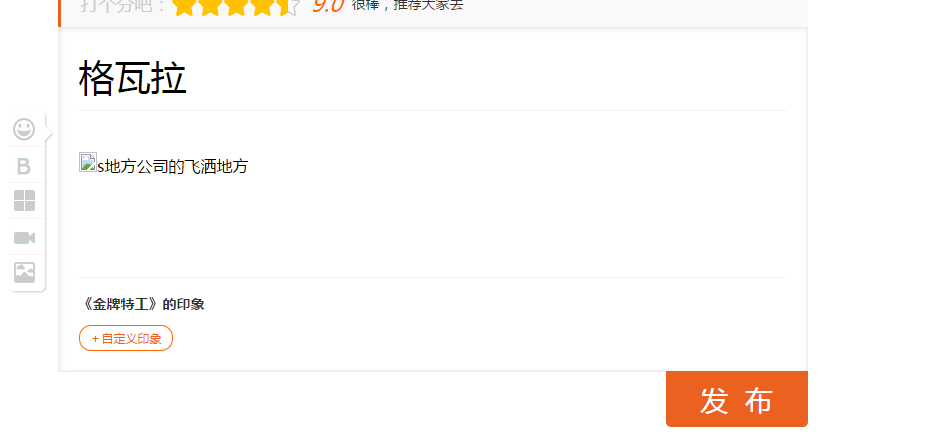 打个分吧： 9.0 很棒，推荐大家去
格瓦拉
s地方公司的飞洒地方
B
《金牌特工》的印象
+自定义印象
发布